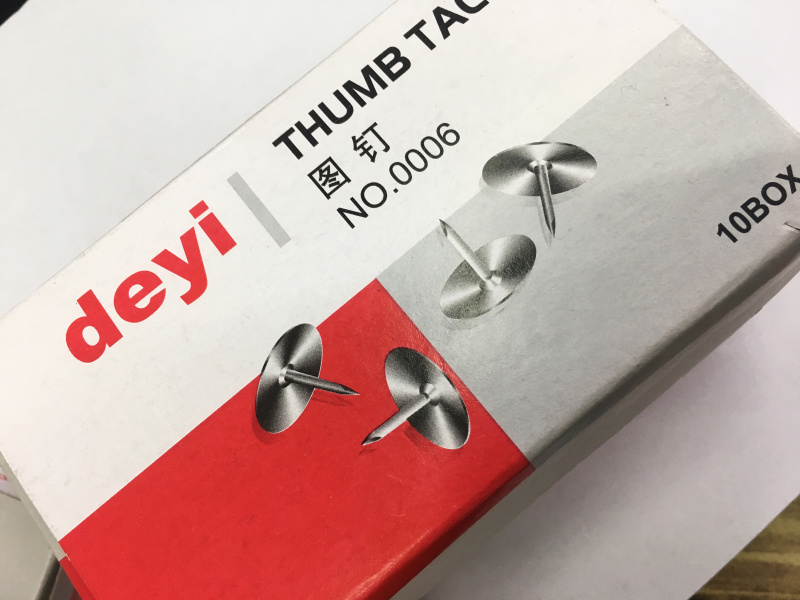 deyi
THUMB TAC
图钉
NO.0006
10BOX